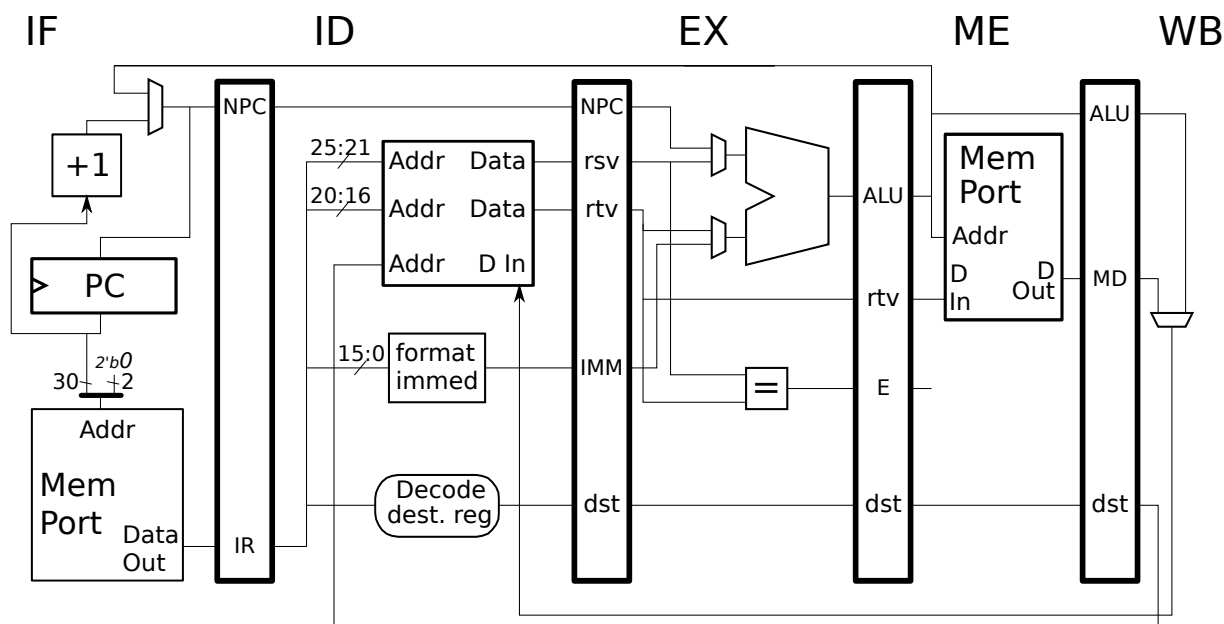 IF ID EX ME WB
NPC NPC ALU
+1
25:21 Addr Data rsv
20:16 Addr Data rtv
Addr D In
ALU
Mem
Port
Addr
D
In
D
Out
MD
PC
rtv
2'b0
30 2
15:0
format
immed
IMM
=
E
Addr
Mem
Port
Data
Out
IR
Decode
dest. reg
dst dst dst